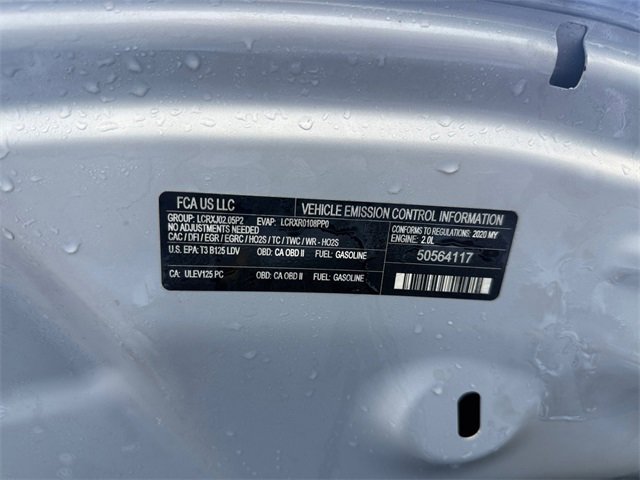 FCA US LLC
VEHICLE EMISSION CONTROL INFORMATION
GROUP: LCRXJ02.05P2 EVAP: LCRXR0108PP0
NO ADJUSTMENTS NEEDED
CAC / DFI / EGR / EGRC / HO2S / TC / TWC / WR - HO2S
CONFORMS TO REGULATIONS: 2020 MY
ENGINE: 2.0L
U.S. EPA: T3 B125 LDV OBD: CA OBD II FUEL: GASOLINE
50564117
CA: ULEV125 PC OBD: CA OBD II FUEL: GASOLINE